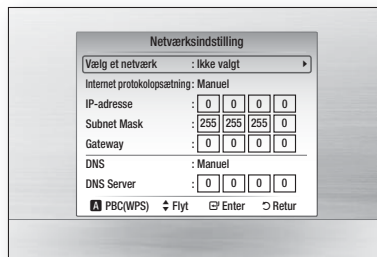 Netværksindstilling
Vælg et netværk : Ikke valgt
Internet protokolopsætning : Manuel
IP-adresse : 0 0 0 0
Subnet Mask : 255 255 255 0
Gateway : 0 0 0 0
DNS : Manuel
DNS Server : 0 0 0 0
A PBC(WPS) Flyt Enter Retur